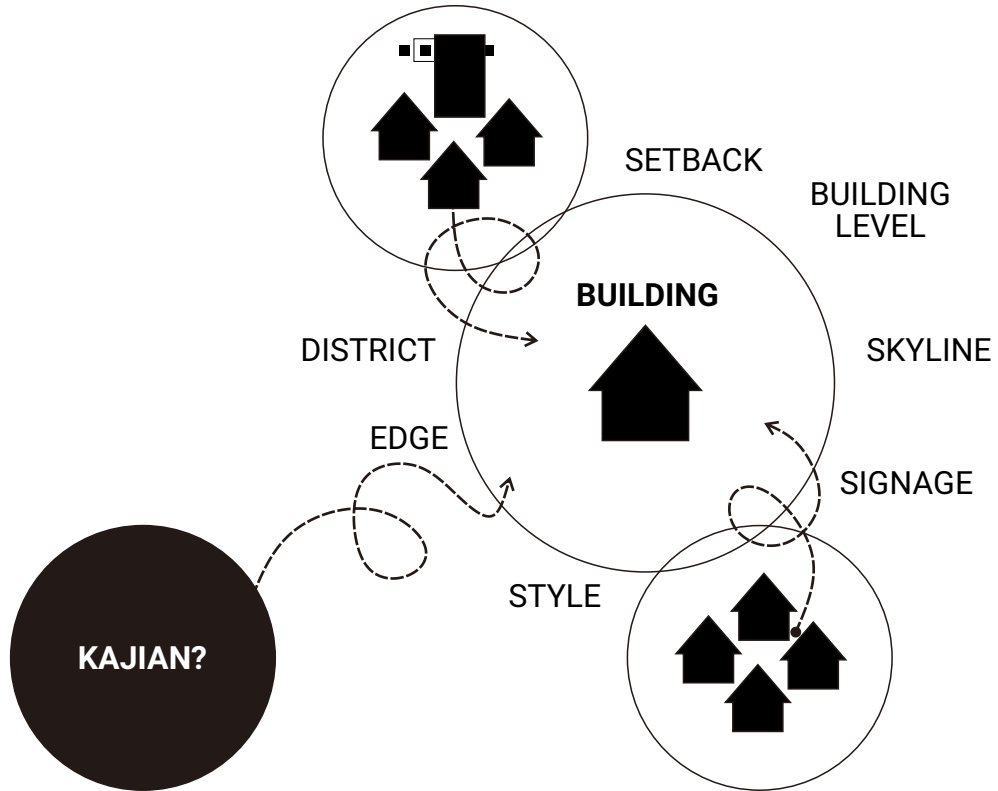 SETBACK
BUILDING
LEVEL
BUILDING
DISTRICT
SKYLINE
EDGE
SIGNAGE
STYLE
KAJIAN?